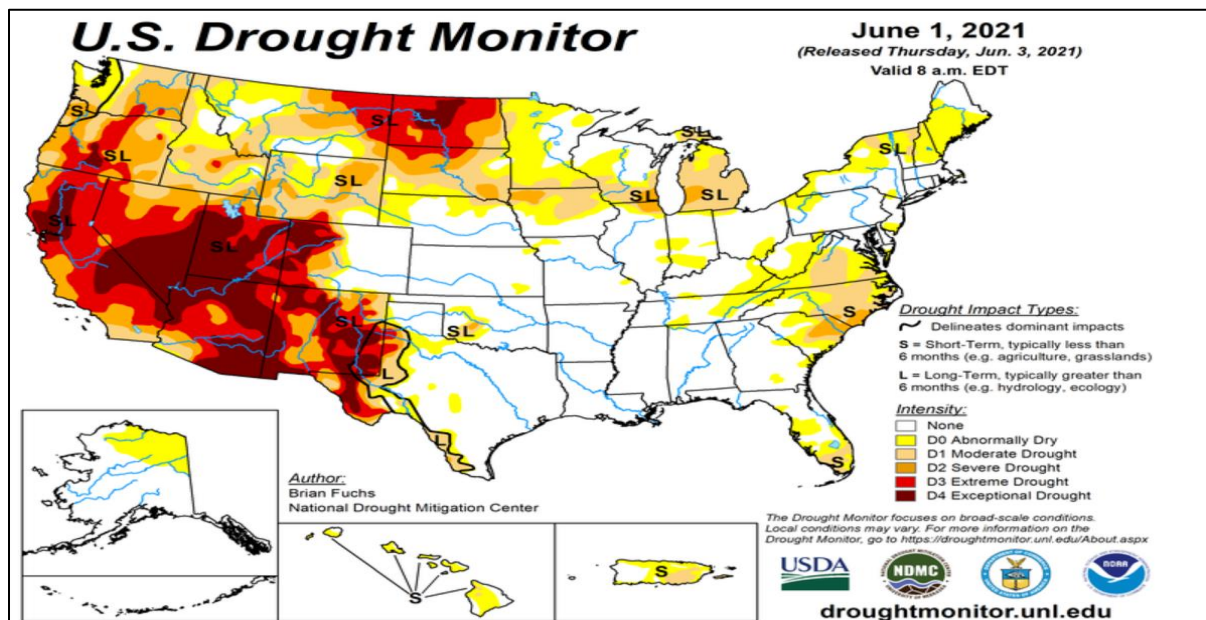 U.S. Drought Monitor
June 1, 2021
(Released Thursday, Jun. 3, 2021)
Valid 8 a.m. EDT
S
SL
SL
SL
SL
SL
SL
SL
SL
SL
SL
SL
L
L
S
S
Drought Impact Types:
Delineates dominant impacts
S = Short-Term, typically less than
6 months (e.g. agriculture, grasslands)
L = Long-Term, typically greater than
6 months (e.g. hydrology, ecology)
Intensity:
None
D0 Abnormally Dry
D1 Moderate Drought
D2 Severe Drought
D3 Extreme Drought
D4 Exceptional Drought
Author:
Brian Fuchs
National Drought Mitigation Center
S
S
The Drought Monitor focuses on broad-scale conditions.
Local conditions may vary. For more information on the
Drought Monitor, go to https://droughtmonitor.unl.edu/About.aspx
USDA
NDMC
NOAA
droughtmonitor.unl.edu